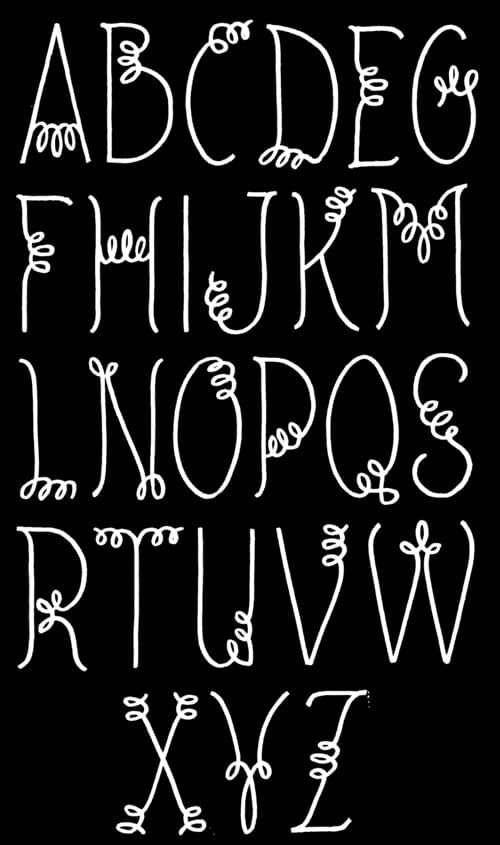 ABCDEG
FHIJKM
LNOPQS
RTUVW
XYZ